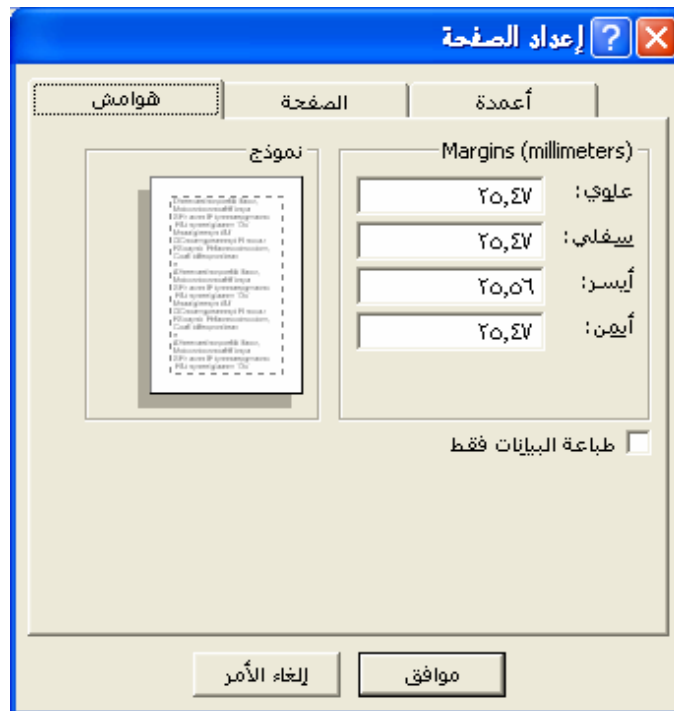 إعداد الصفحة
هوامش
الصفحة
أعمدة
Margins (millimeters)
علوي: ٢٥,٤٧
سفلي: ٢٥,٤٧
أيسر: ٢٥,٥٦
أيمن: ٢٥,٤٧
نموذج
طباعة البيانات فقط
موافق
إلغاء الأمر